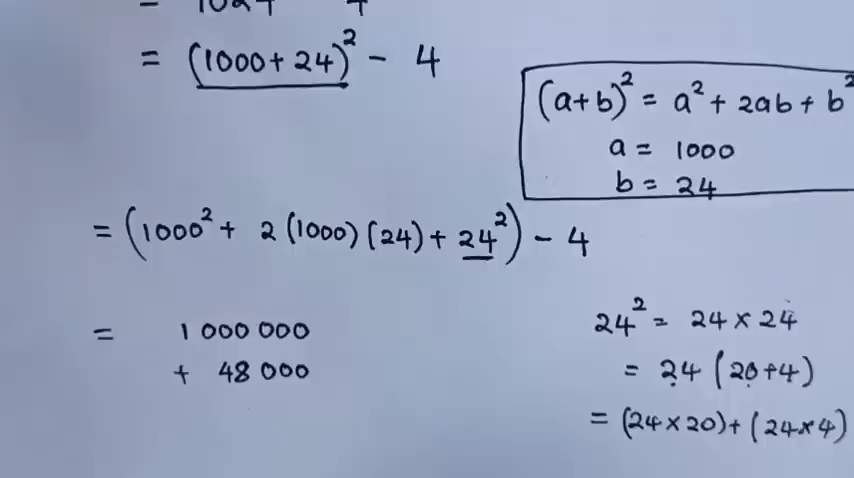 = (1000 + 24)² - 4
(a+b)² = a² + 2ab + b²
a = 1000
b = 24
= (1000² + 2 (1000) (24) + 24²) - 4
= 1 000 000
+ 48 000
24² = 24 × 24
= 24 (20+4)
= (24 × 20) + (24 × 4)